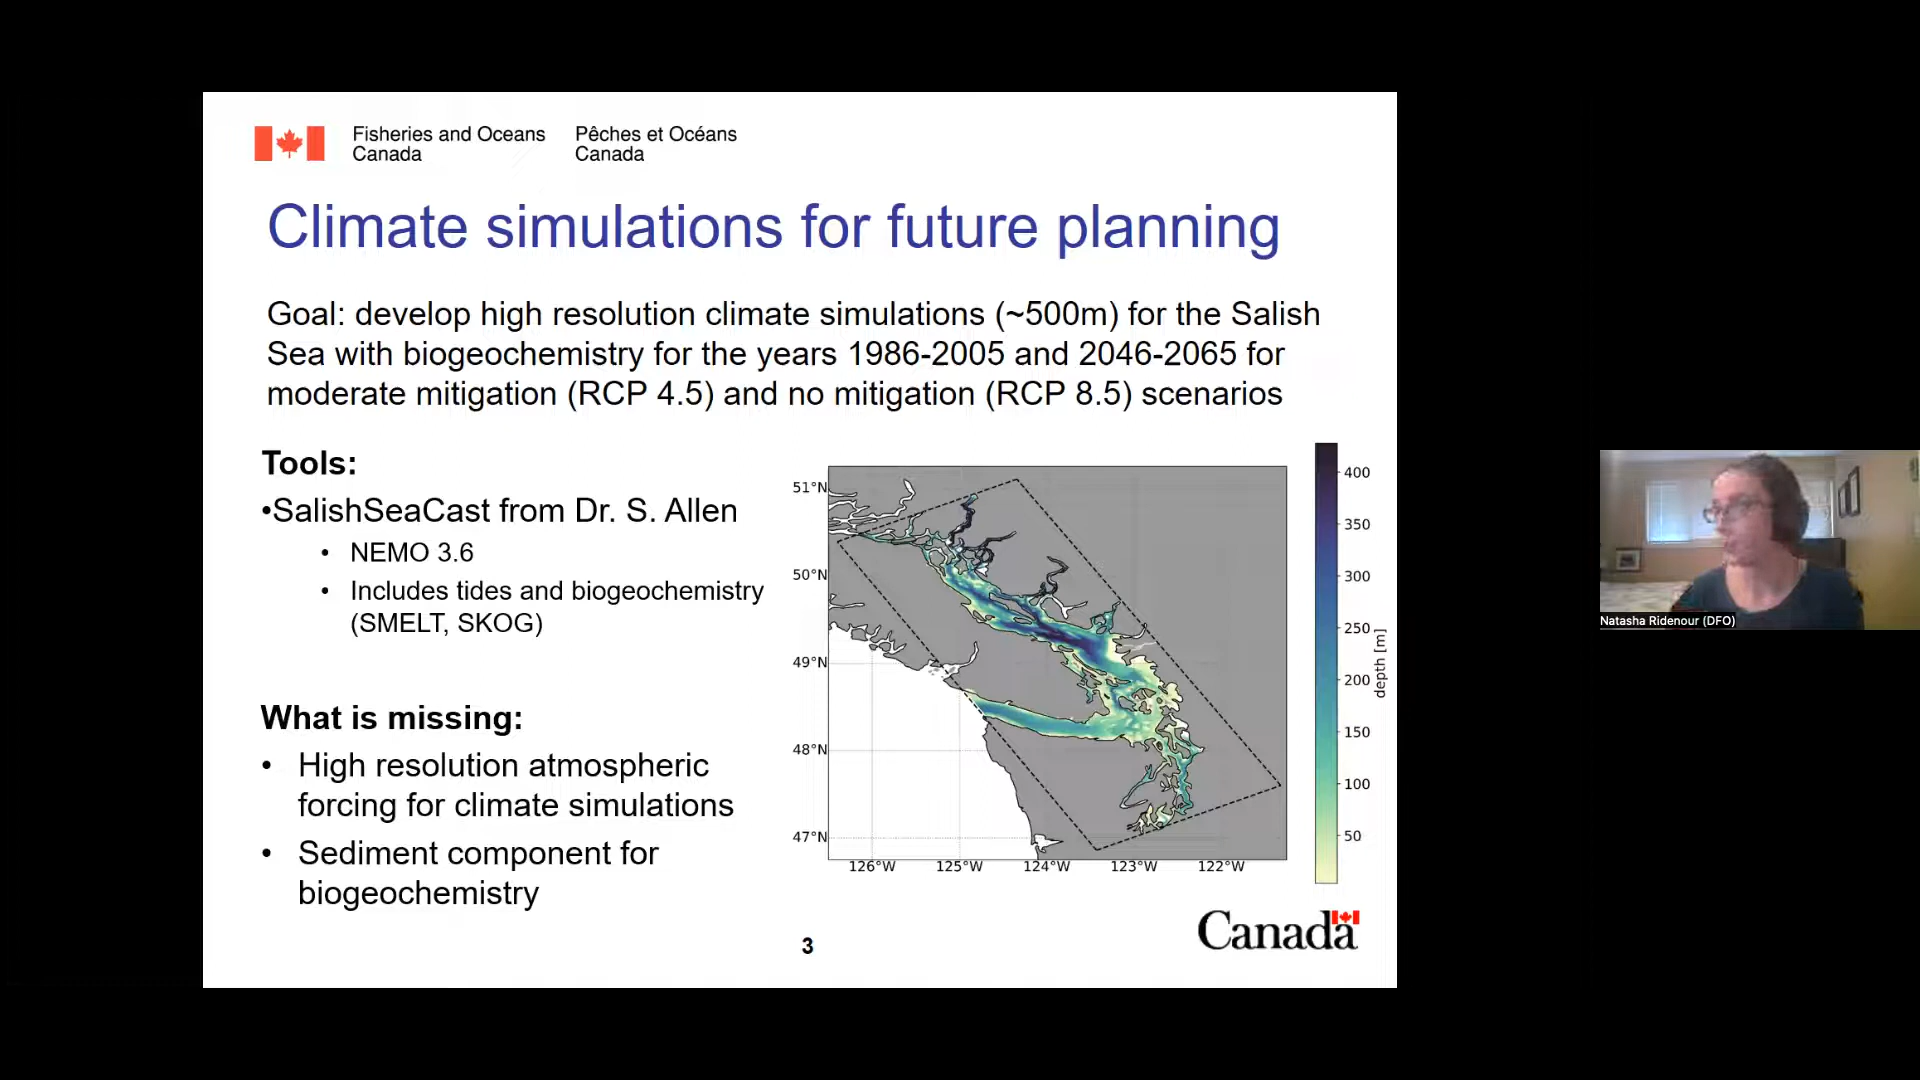 Fisheries and Oceans
Canada
Pêches et Océans
Canada
Climate simulations for future planning
Goal: develop high resolution climate simulations (~500m) for the Salish
Sea with biogeochemistry for the years 1986-2005 and 2046-2065 for
moderate mitigation (RCP 4.5) and no mitigation (RCP 8.5) scenarios
Tools:
•SalishSeaCast from Dr. S. Allen
• NEMO 3.6
• Includes tides and biogeochemistry
(SMELT, SKOG)
What is missing:
• High resolution atmospheric
forcing for climate simulations
• Sediment component for
biogeochemistry
51°N
50°N
49°N
48°N
47°N
126°W 125°W 124°W 123°W 122°W
400
350
300
250
200
150
100
50
depth [m]
Canada
3
Natasha Ridenour (DFO)